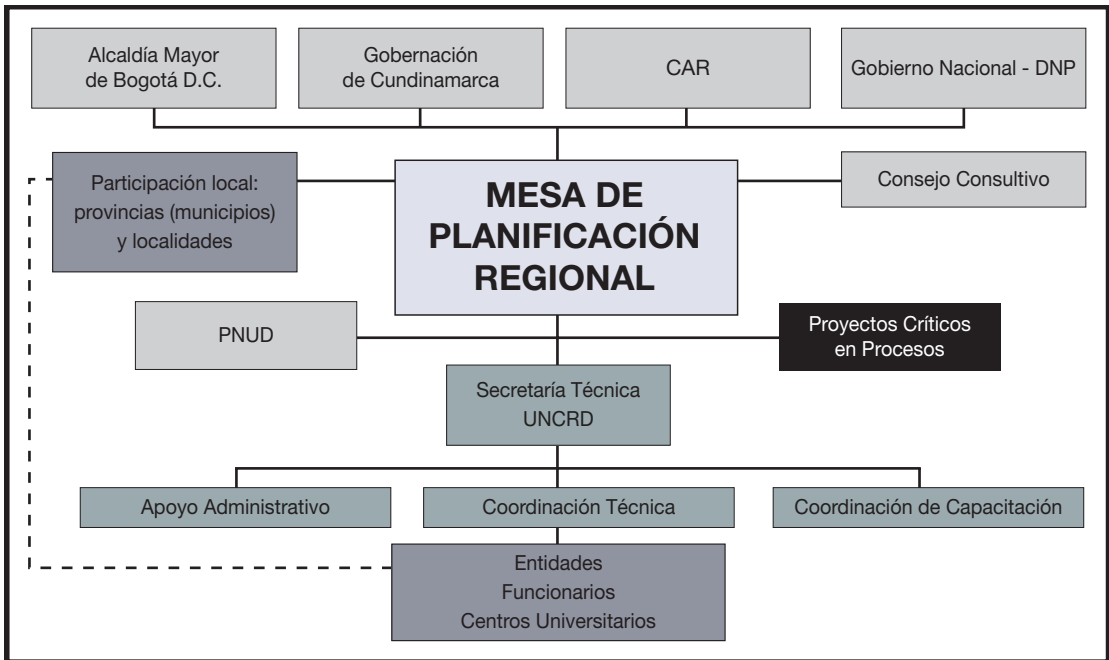 Alcaldía Mayor
de Bogotá D.C.
Gobernación
de Cundinamarca
CAR
Gobierno Nacional - DNP
Participación local:
provincias (municipios)
y localidades
MESA DE
PLANIFICACIÓN
REGIONAL
Consejo Consultivo
PNUD
Proyectos Críticos
en Procesos
Secretaría Técnica
UNCRD
Apoyo Administrativo
Coordinación Técnica
Coordinación de Capacitación
Entidades
Funcionarios
Centros Universitarios